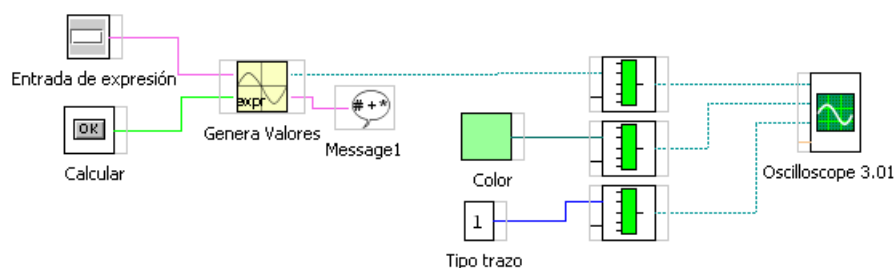 Entrada de expresión
OK
Calcular
expr
Genera Valores
#+*
Message1
Color
1
Tipo trazo
Oscilloscope 3.01